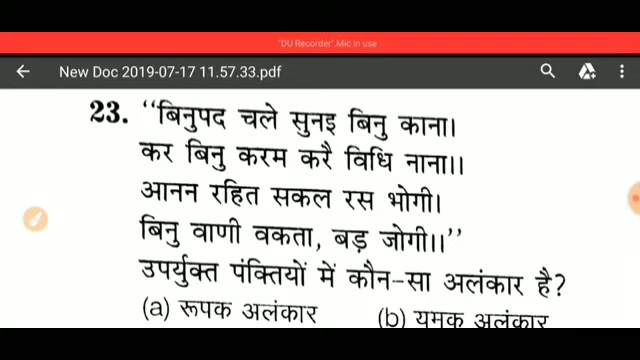 "DU Recorder".Mic in use
New Doc 2019-07-17 11.57.33.pdf
23. “बिनुपद चले सुनइ बिनु काना।
कर बिनु करम करै विधि नाना।।
आनन रहित सकल रस भोगी।
बिनु वाणी वकता, बड़ जोगी।।”
उपर्युक्त पंक्तियों में कौन-सा अलंकार है?
(a) रूपक अलंकार (b) यमक अलंकार